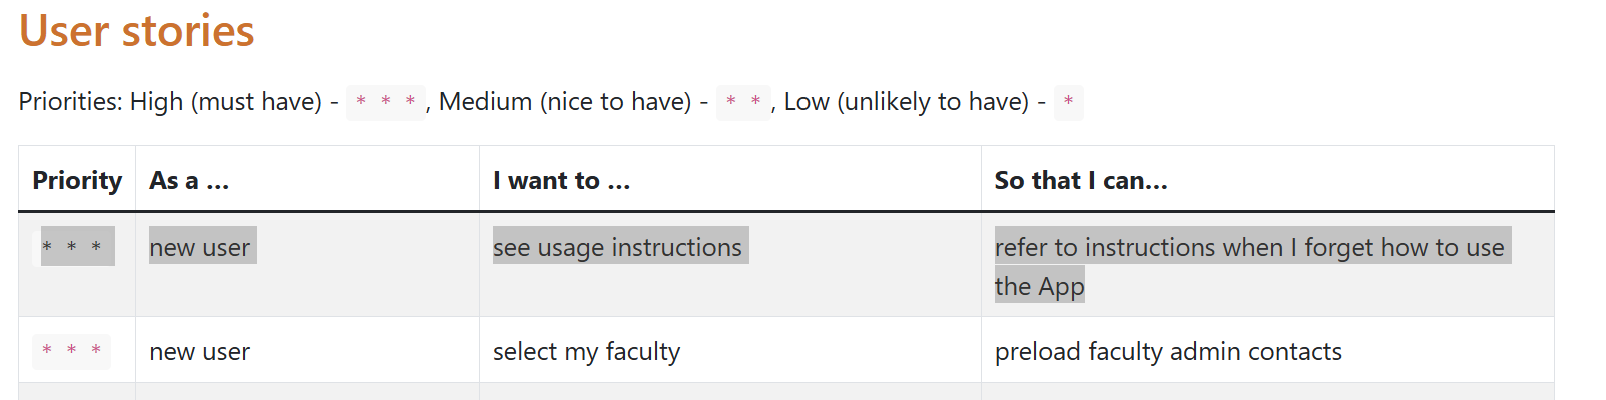 User stories
Priorities: High (must have) - * * *, Medium (nice to have) - * *, Low (unlikely to have) - *
Priority As a ... I want to ... So that I can...
* * * new user see usage instructions refer to instructions when I forget how to use
the App
* * * new user select my faculty preload faculty admin contacts